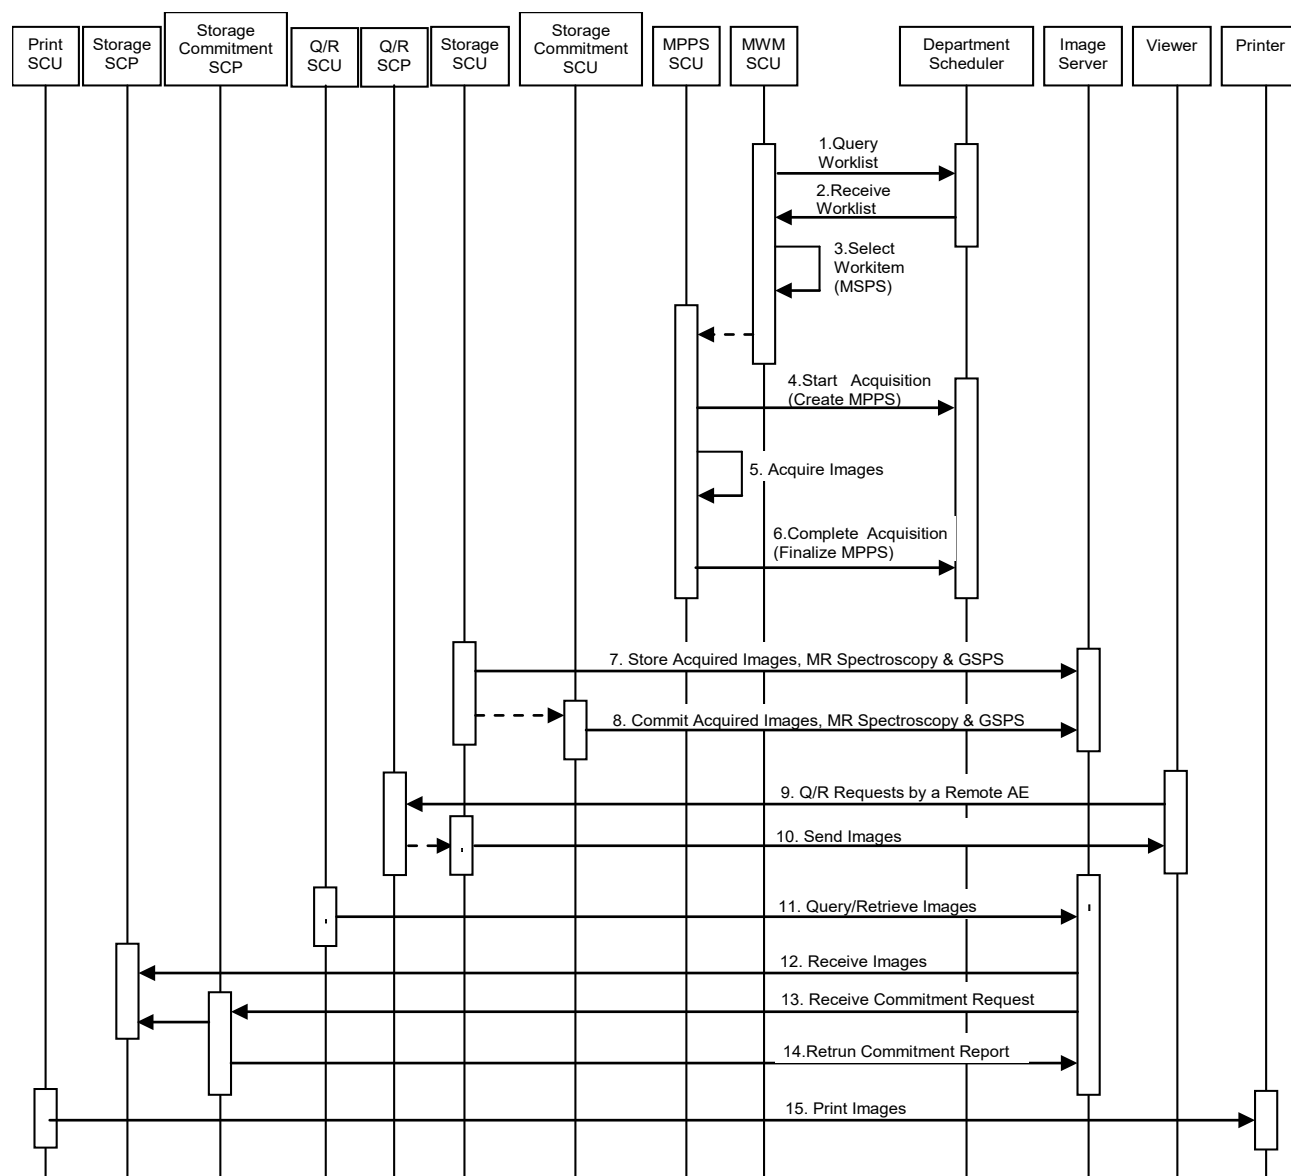 Print
SCU
Storage
SCP
Storage
Commitment
SCP
Q/R
SCU
Q/R
SCP
Storage
SCU
Storage
Commitment
SCU
MPPS
SCU
MWM
SCU
Department
Scheduler
Image
Server
Viewer
Printer
1.Query
Worklist
2.Receive
Worklist
3.Select
Workitem
(MSPS)
4.Start Acquisition
(Create MPPS)
5. Acquire Images
6.Complete Acquisition
(Finalize MPPS)
7. Store Acquired Images, MR Spectroscopy & GSPS
8. Commit Acquired Images, MR Spectroscopy & GSPS
9. Q/R Requests by a Remote AE
10. Send Images
11. Query/Retrieve Images
12. Receive Images
13. Receive Commitment Request
14.Retrun Commitment Report
15. Print Images